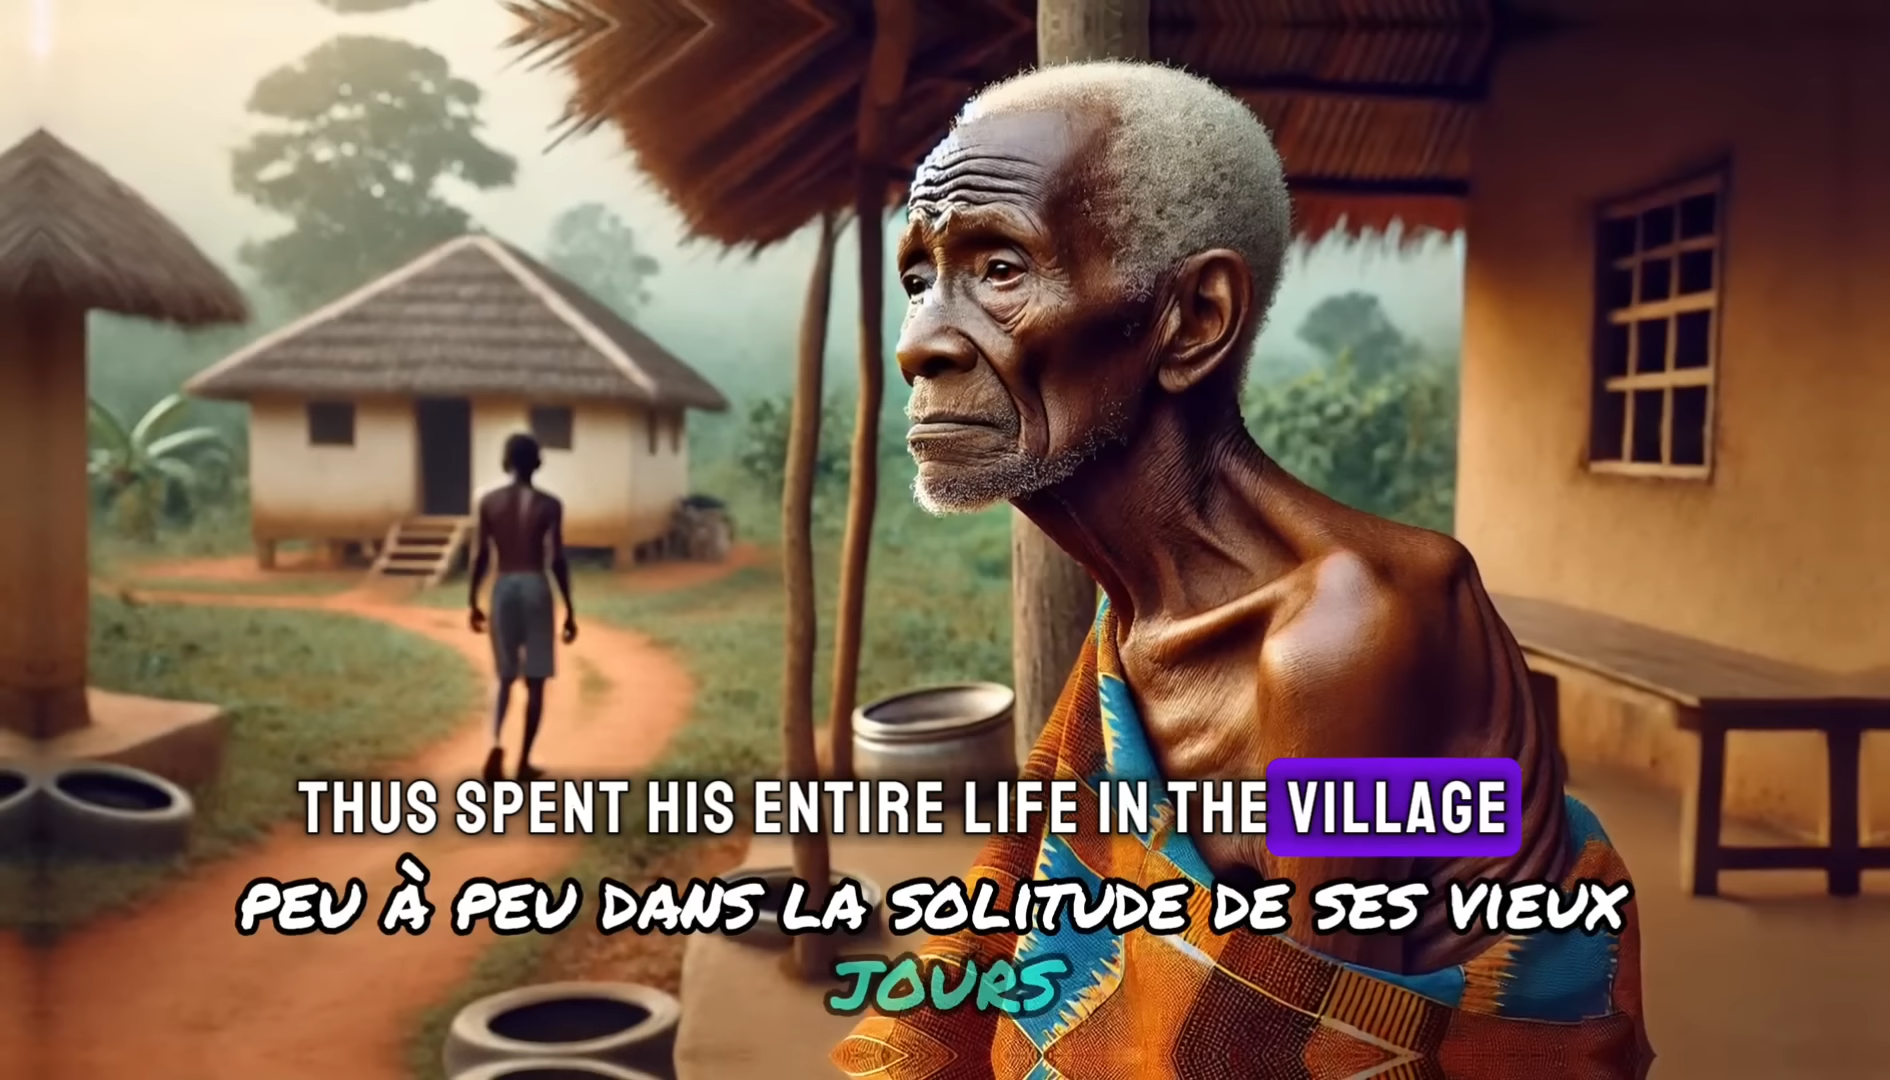 THUS SPENT HIS ENTIRE LIFE IN THE VILLAGE
PEU À PEU DANS LA SOLITUDE DE SES VIEUX
JOURS